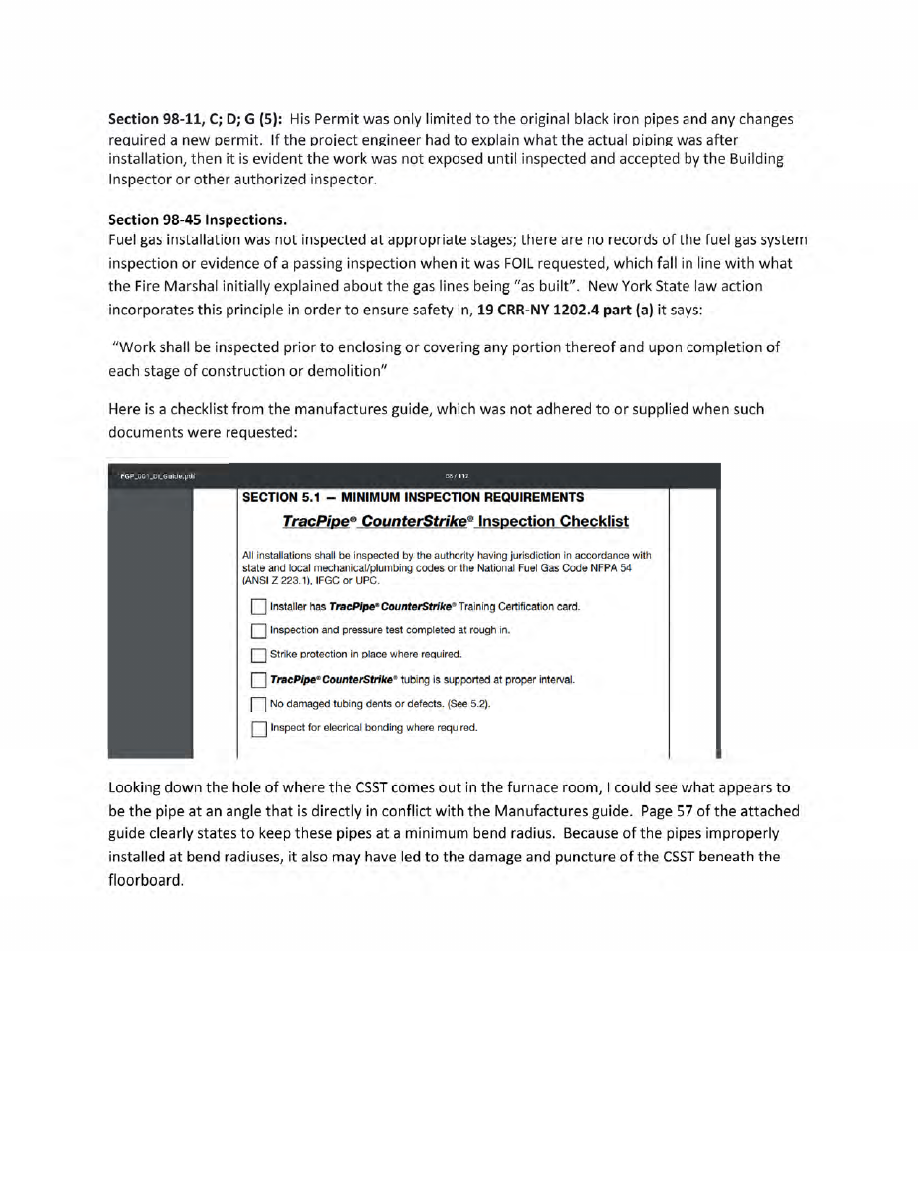 Section 98-11, C; D; G (5): His Permit was only limited to the original black iron pipes and any changes
required a new permit. If the project engineer had to explain what the actual piping was after
installation, then it is evident the work was not exposed until inspected and accepted by the Building
Inspector or other authorized inspector.
Section 98-45 Inspections.
Fuel gas installation was not inspected at appropriate stages; there are no records of the fuel gas system
inspection or evidence of a passing inspection when it was FOIL requested, which fall in line with what
the Fire Marshal initially explained about the gas lines being "as built". New York State law action
incorporates this principle in order to ensure safety in, 19 CRR-NY 1202.4 part (a) it says:
"Work shall be inspected prior to enclosing or covering any portion thereof and upon completion of
each stage of construction or demolition"
Here is a checklist from the manufactures guide, which was not adhered to or supplied when such
documents were requested:
SECTION 5.1 – MINIMUM INSPECTION REQUIREMENTS
TracPipe® CounterStrike® Inspection Checklist
All installations shall be inspected by the authority having jurisdiction in accordance with
state and local mechanical/plumbing codes or the National Fuel Gas Code NFPA 54
(ANSI Z 223.1), IFGC or UPC.
Installer has TracPipe® CounterStrike® Training Certification card.
Inspection and pressure test completed at rough in.
Strike protection in place where required.
TracPipe® CounterStrike® tubing is supported at proper interval.
No damaged tubing dents or defects. (See 5.2).
Inspect for elecrical bonding where required.
Looking down the hole of where the CSST comes out in the furnace room, I could see what appears to
be the pipe at an angle that is directly in conflict with the Manufactures guide. Page 57 of the attached
guide clearly states to keep these pipes at a minimum bend radius. Because of the pipes improperly
installed at bend radiuses, it also may have led to the damage and puncture of the CSST beneath the
floorboard.